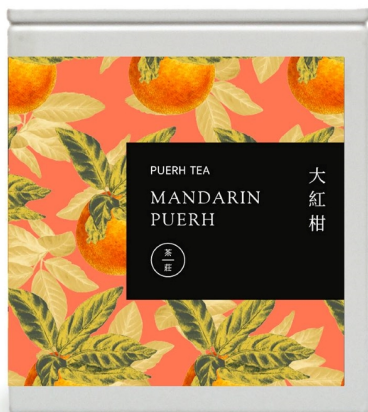 PUERH TEA
MANDARIN
PUERH
大紅柑
茶
莊